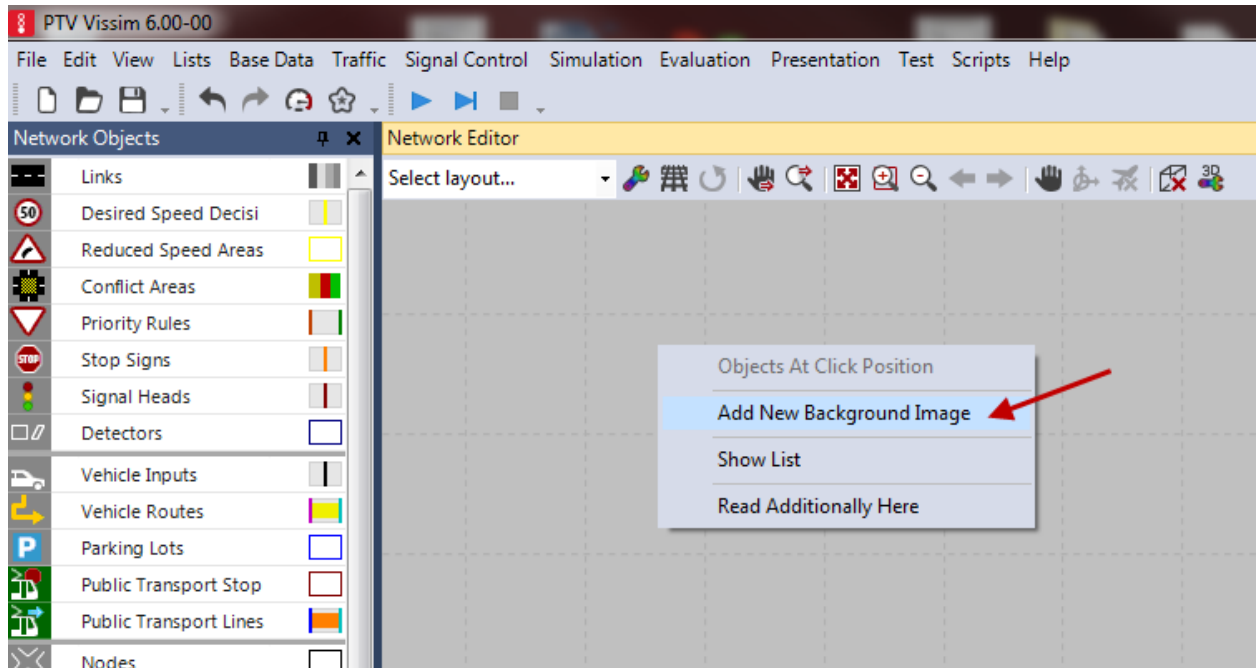 PTV Vissim 6.00-00
File Edit View Lists Base Data Traffic Signal Control Simulation Evaluation Presentation Test Scripts Help
Network Objects
Links
50
Desired Speed Decisi
Reduced Speed Areas
Conflict Areas
Priority Rules
STOP
Stop Signs
Signal Heads
Detectors
Vehicle Inputs
Vehicle Routes
P
Parking Lots
Public Transport Stop
Public Transport Lines
Nodes
Network Editor
Select layout...
3D
Objects At Click Position
Add New Background Image
Show List
Read Additionally Here